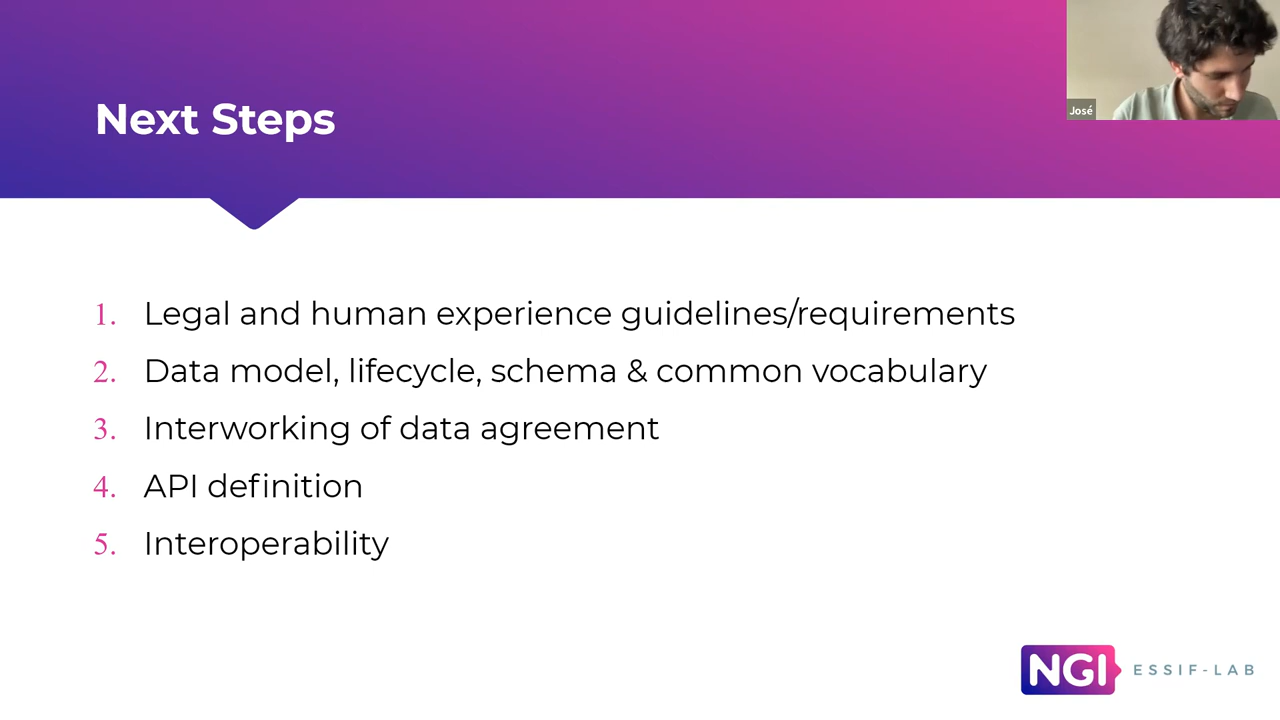 José
Next Steps
1. Legal and human experience guidelines/requirements
2. Data model, lifecycle, schema & common vocabulary
3. Interworking of data agreement
4. API definition
5. Interoperability
NGI ESSIF-LAB